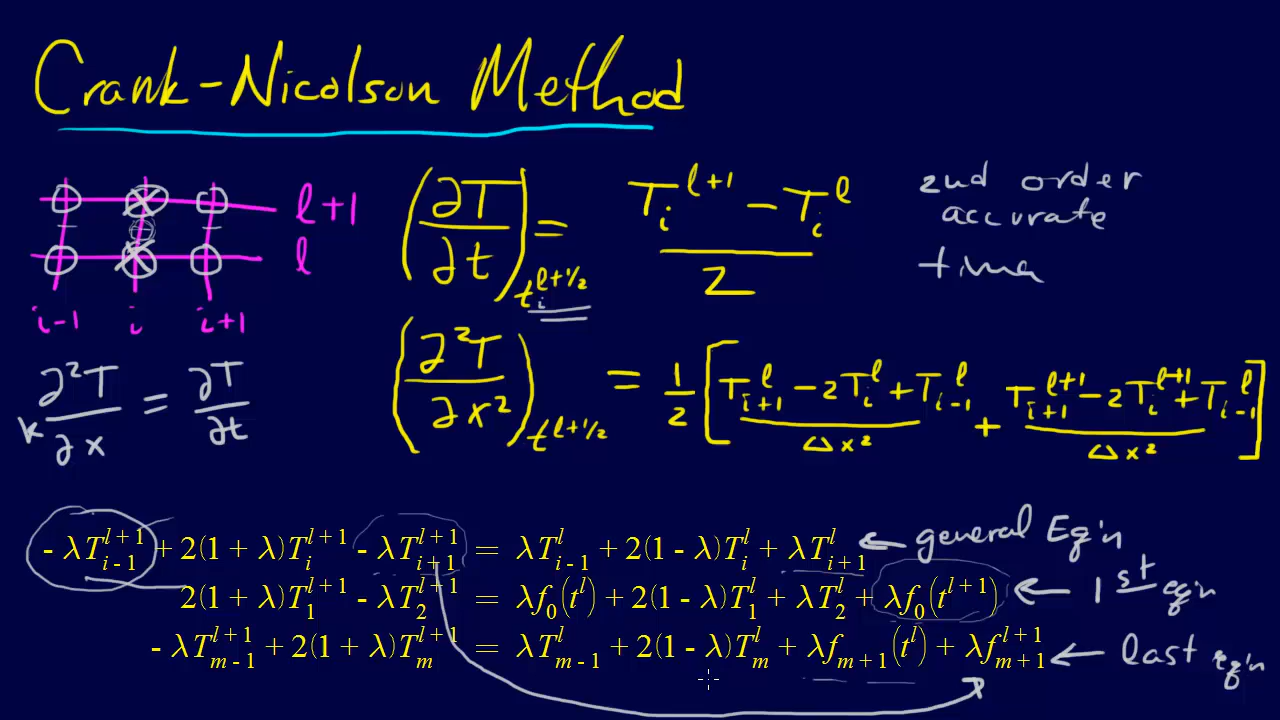 Crank-Nicolson Method
l+1
l
i-1 i i+1
(∂T/∂t)_{t_i^{l+1/2}} = (T_i^{l+1} - T_i^l)/2
2nd order
accurate
time
k ∂²T/∂x = ∂T/∂t
(∂²T/∂x²)_{t^{l+1/2}} = 1/2 [(T_{i+1}^l - 2T_i^l + T_{i-1}^l)/Δx² + (T_{i+1}^{l+1} - 2T_i^{l+1} + T_{i-1}^l)/Δx²]
- λT_{i-1}^{l+1} + 2(1 + λ)T_i^{l+1} - λT_{i+1}^{l+1} = λT_{i-1}^l + 2(1 - λ)T_i^l + λT_{i+1}^l ← general Eq'n
2(1 + λ)T_1^{l+1} - λT_2^{l+1} = λf_0(t^l) + 2(1 - λ)T_1^l + λT_2^l + λf_0(t^{l+1}) ← 1st eq'n
- λT_{m-1}^{l+1} + 2(1 + λ)T_m^{l+1} = λT_{m-1}^l + 2(1 - λ)T_m^l + λf_{m+1}(t^l) + λf_{m+1}^{l+1} ← last eq'n